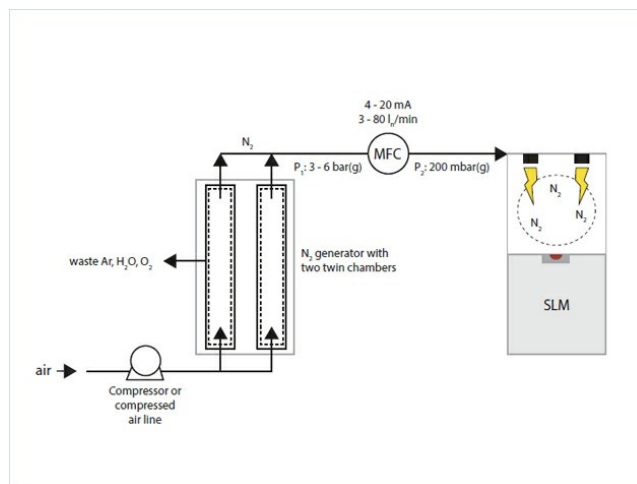 4 - 20 mA
3 - 80 lₙ/min
N₂
MFC
P₁: 3 - 6 bar(g)
P₂: 200 mbar(g)
N₂
N₂
N₂
waste Ar, H₂O, O₂
N₂ generator with
two twin chambers
SLM
air
Compressor or
compressed
air line